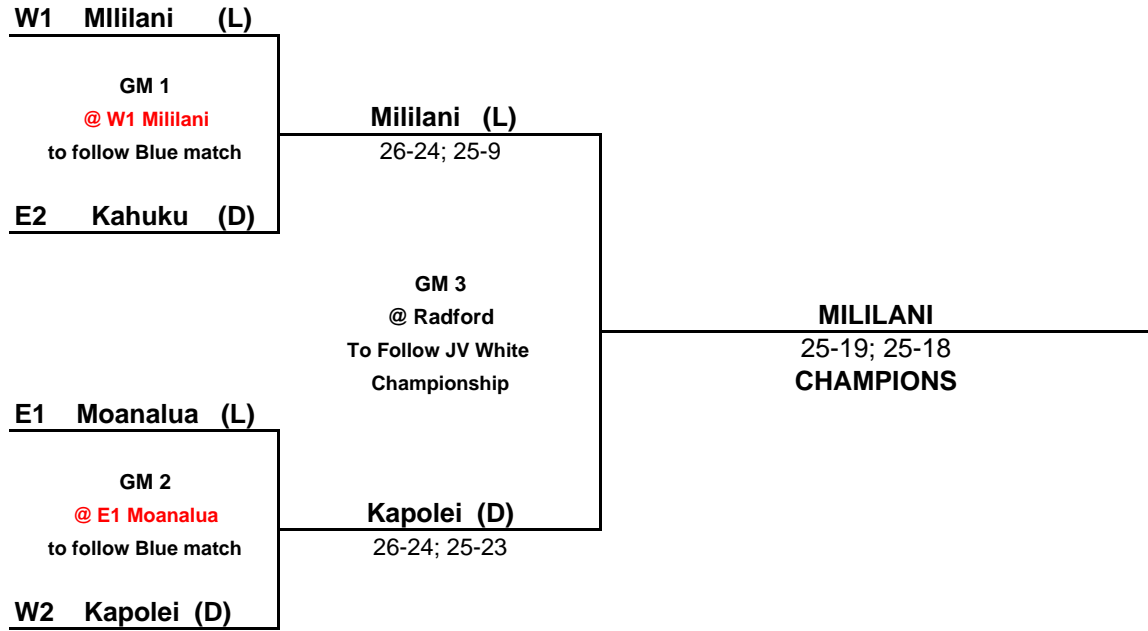 W1 MIlilani (L)
GM 1
@ W1 Mililani
to follow Blue match
E2 Kahuku (D)
Mililani (L)
26-24; 25-9
GM 3
@ Radford
To Follow JV White
Championship
MILILANI
25-19; 25-18
CHAMPIONS
E1 Moanalua (L)
GM 2
@ E1 Moanalua
to follow Blue match
W2 Kapolei (D)
Kapolei (D)
26-24; 25-23